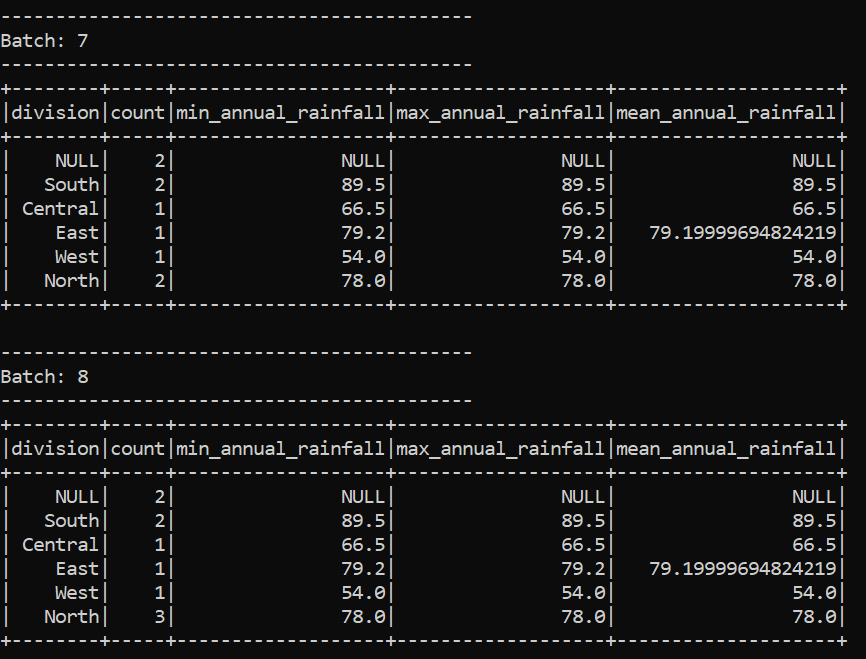 -------------------------------------------
Batch: 7
-------------------------------------------
+--------+-----+-------------------+-------------------+--------------------+
|division|count|min_annual_rainfall|max_annual_rainfall|mean_annual_rainfall|
+--------+-----+-------------------+-------------------+--------------------+
|    NULL|    2|               NULL|               NULL|                NULL|
|   South|    2|               89.5|               89.5|                89.5|
| Central|    1|               66.5|               66.5|                66.5|
|    East|    1|               79.2|               79.2|   79.19999694824219|
|    West|    1|               54.0|               54.0|                54.0|
|   North|    2|               78.0|               78.0|                78.0|
+--------+-----+-------------------+-------------------+--------------------+

-------------------------------------------
Batch: 8
-------------------------------------------
+--------+-----+-------------------+-------------------+--------------------+
|division|count|min_annual_rainfall|max_annual_rainfall|mean_annual_rainfall|
+--------+-----+-------------------+-------------------+--------------------+
|    NULL|    2|               NULL|               NULL|                NULL|
|   South|    2|               89.5|               89.5|                89.5|
| Central|    1|               66.5|               66.5|                66.5|
|    East|    1|               79.2|               79.2|   79.19999694824219|
|    West|    1|               54.0|               54.0|                54.0|
|   North|    3|               78.0|               78.0|                78.0|
+--------+-----+-------------------+-------------------+--------------------+